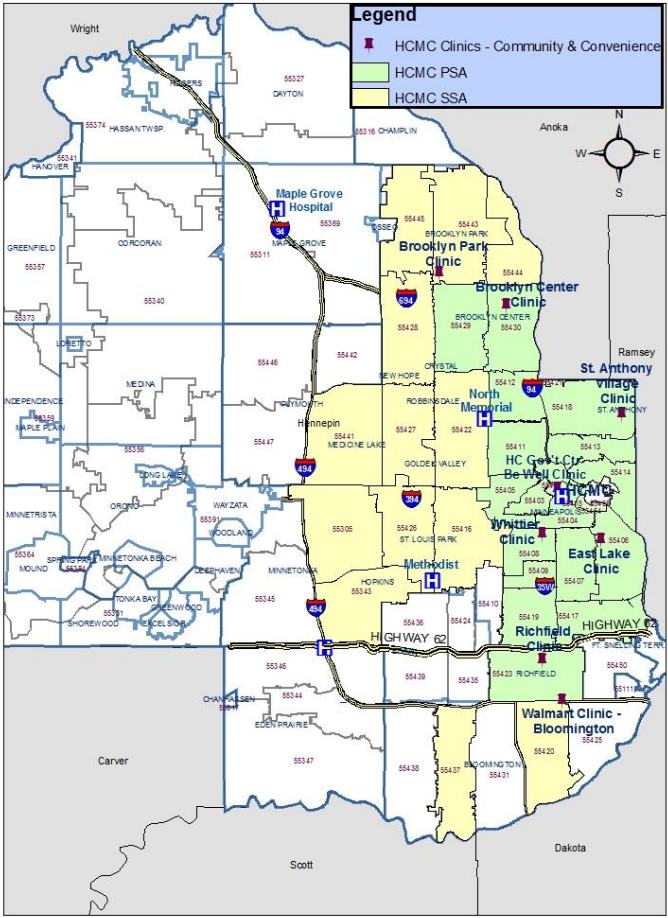 Legend
HCMC Clinics - Community & Convenience
HCMC PSA
HCMC SSA
N
W
E
S
Wright
Anoka
ROGERS
55327
DAYTON
55374
HASSAN TWSP.
55316
CHAMPLIN
55341
HANOVER
Maple Grove
Hospital
H
94
55369
MAPLE GROVE
55311
OSSEO
55445
55443
BROOKLYN PARK
Brooklyn Park
Clinic
55444
GREENFIELD
55357
CORCORAN
55340
55373
694
Brooklyn Center
Clinic
BROOKLYN CENTER
55428
55429
55430
LORETTO
55446
55442
CRYSTAL
NEW HOPE
Ramsey
St. Anthony
Village
Clinic
ST. ANTHONY
MEDINA
INDEPENDENCE
55359
MAPLE PLAIN
PLYMOUTH
Hennepin
ROBBINSDALE
North
Memorial
H
55412
94
55418
55441
MEDICINE LAKE
55427
55422
55447
55356
55411
55413
55414
GOLDEN VALLEY
494
HC Gov't Ctr
Be Well Clinic
LONG LAKE
ORONO
WAYZATA
55391
WOODLAND
394
55405
55403
H
HCMC
MINNEAPOLIS
55404
MINNETRISTA
55305
55426
ST. LOUIS PARK
55416
Whittier
Clinic
55408
East Lake
Clinic
55406
55364
MOUND
SPRING PARK
MINNETONKA BEACH
DEEPHAVEN
MINNETONKA
Methodist
H
HOPKINS
55343
55409
55407
35W
TONKA BAY
55331
GREENWOOD
SHOREWOOD
EXCELSIOR
55345
494
55436
55424
55410
55419
55417
HIGHWAY 62
HIGHWAY 62
H
Richfield
Clinic
RICHFIELD
55423
FT. SNELLING TERR.
55450
55111
55346
55344
55439
55435
CHANHASSEN
55317
EDEN PRAIRIE
55347
Walmart Clinic -
Bloomington
55425
55420
55438
55437
BLOOMINGTON
55431
Carver
Scott
Dakota